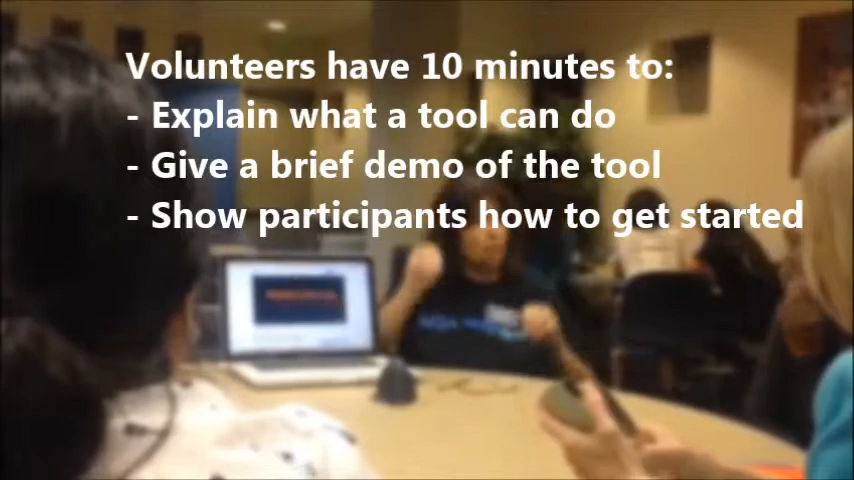 Volunteers have 10 minutes to:
- Explain what a tool can do
- Give a brief demo of the tool
- Show participants how to get started